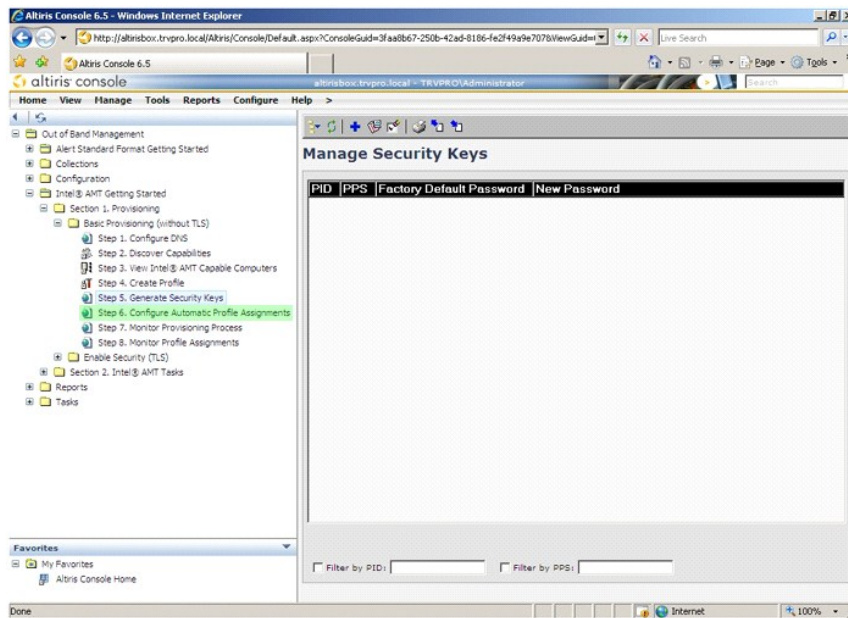 Altiris Console 6.5 - Windows Internet Explorer
http://altirisbox.trvpro.local/Altiris/Console/Default.aspx?ConsoleGuid=3faa8b67-250b-42ad-8186-fe2f49a9e707&ViewGuid=
Live Search
Altiris Console 6.5
Page
Tools
altiris console
altirisbox.trvpro.local - TRVPRO\Administrator
Search
Home View Manage Tools Reports Configure Help >
Out of Band Management
Alert Standard Format Getting Started
Collections
Configuration
Intel® AMT Getting Started
Section 1. Provisioning
Basic Provisioning (without TLS)
Step 1. Configure DNS
Step 2. Discover Capabilities
Step 3. View Intel® AMT Capable Computers
Step 4. Create Profile
Step 5. Generate Security Keys
Step 6. Configure Automatic Profile Assignments
Step 7. Monitor Provisioning Process
Step 8. Monitor Profile Assignments
Enable Security (TLS)
Section 2. Intel® AMT Tasks
Reports
Tasks
Manage Security Keys
PID PPS Factory Default Password New Password
Filter by PID:
Filter by PPS:
Favorites
My Favorites
Altiris Console Home
Done
Internet
100%